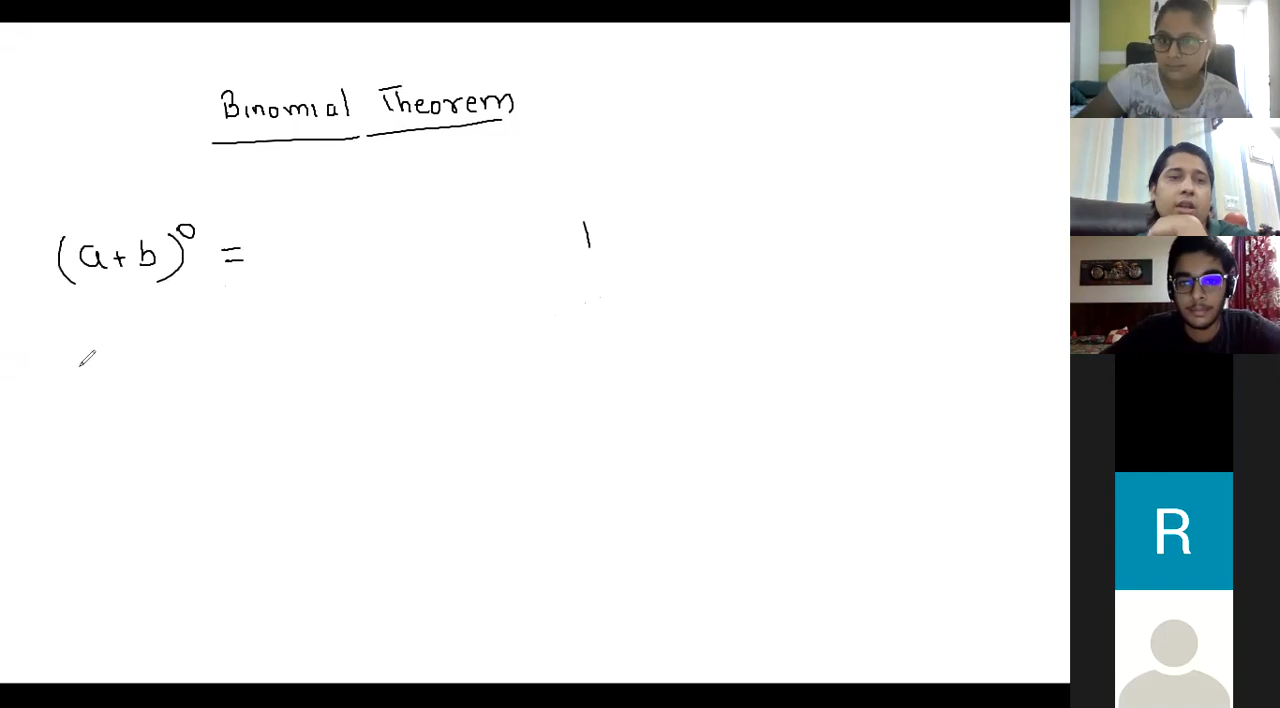 Binomial Theorem
(a+b)⁰ = 1
R